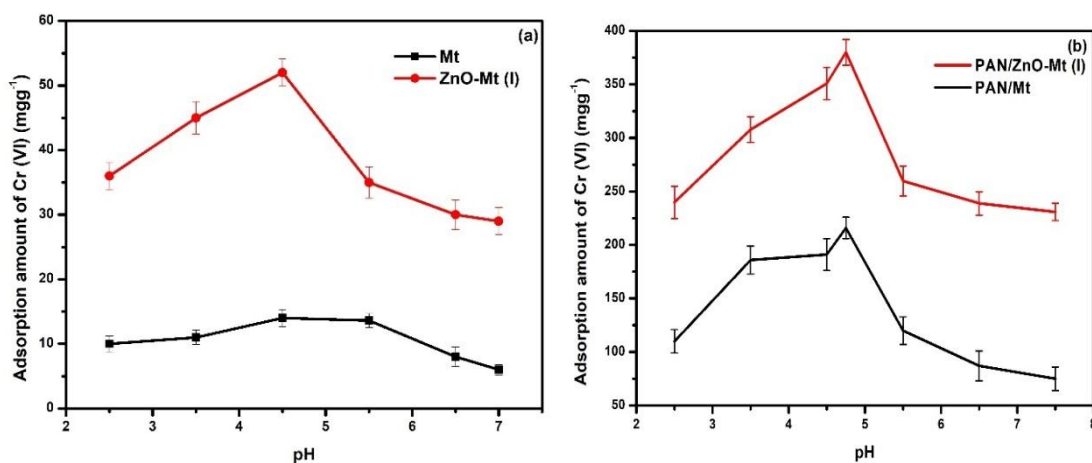 (a)
Mt
ZnO-Mt (I)
Adsorption amount of Cr (VI) (mgg⁻¹)
60
50
40
30
20
10
0
2 3 4 5 6 7
pH
(b)
PAN/ZnO-Mt (I)
PAN/Mt
Adsorption amount of Cr (VI) (mgg⁻¹)
400
350
300
250
200
150
100
50
2 3 4 5 6 7 8
pH